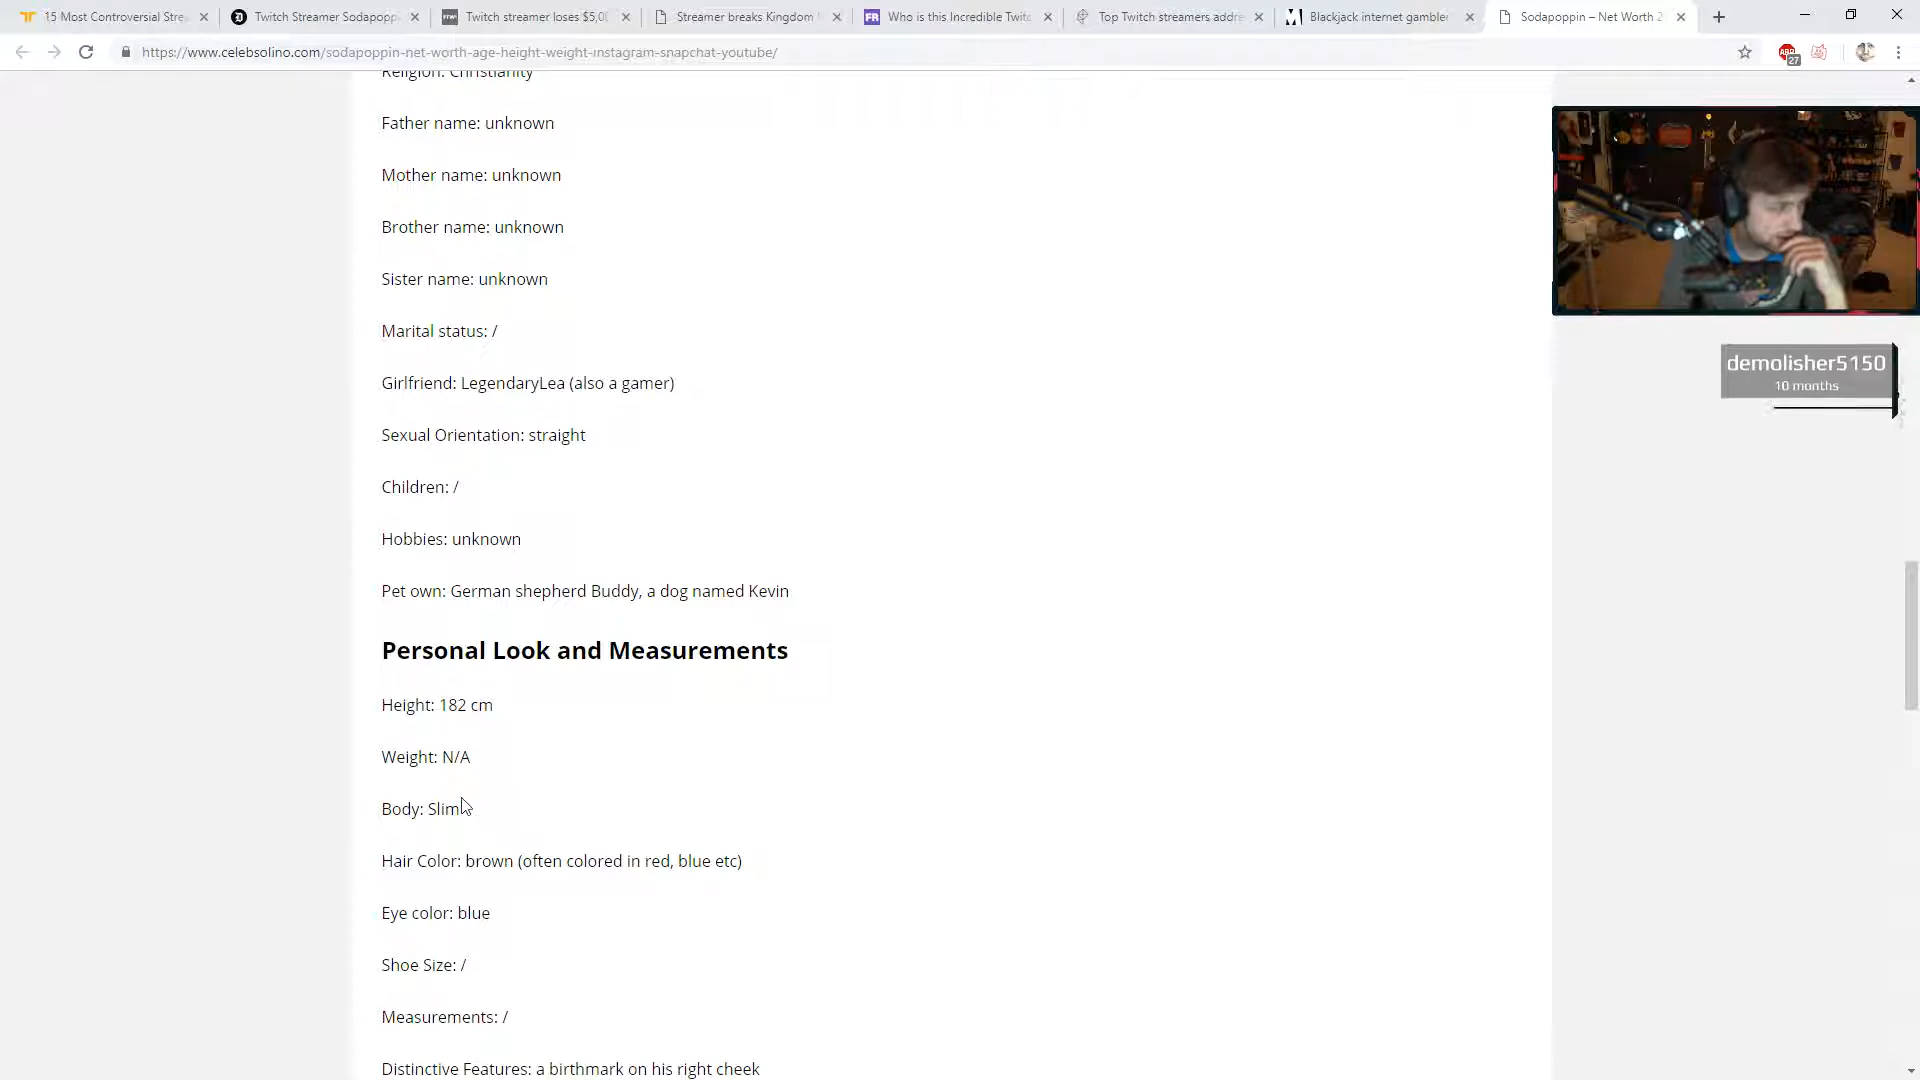 15 Most Controversial Stre
Twitch Streamer Sodapopp
Twitch streamer loses $5,0
Streamer breaks Kingdom
Who is this Incredible Twitc
Top Twitch streamers addre
Blackjack internet gambler
Sodapoppin – Net Worth 2
https://www.celebsolino.com/sodapoppin-net-worth-age-height-weight-instagram-snapchat-youtube/
ABP
27
Religion: Christianity
Father name: unknown
Mother name: unknown
Brother name: unknown
Sister name: unknown
Marital status: /
demolisher5150
10 months
Girlfriend: LegendaryLea (also a gamer)
Sexual Orientation: straight
Children: /
Hobbies: unknown
Pet own: German shepherd Buddy, a dog named Kevin
Personal Look and Measurements
Height: 182 cm
Weight: N/A
Body: Slim
Hair Color: brown (often colored in red, blue etc)
Eye color: blue
Shoe Size: /
Measurements: /
Distinctive Features: a birthmark on his right cheek